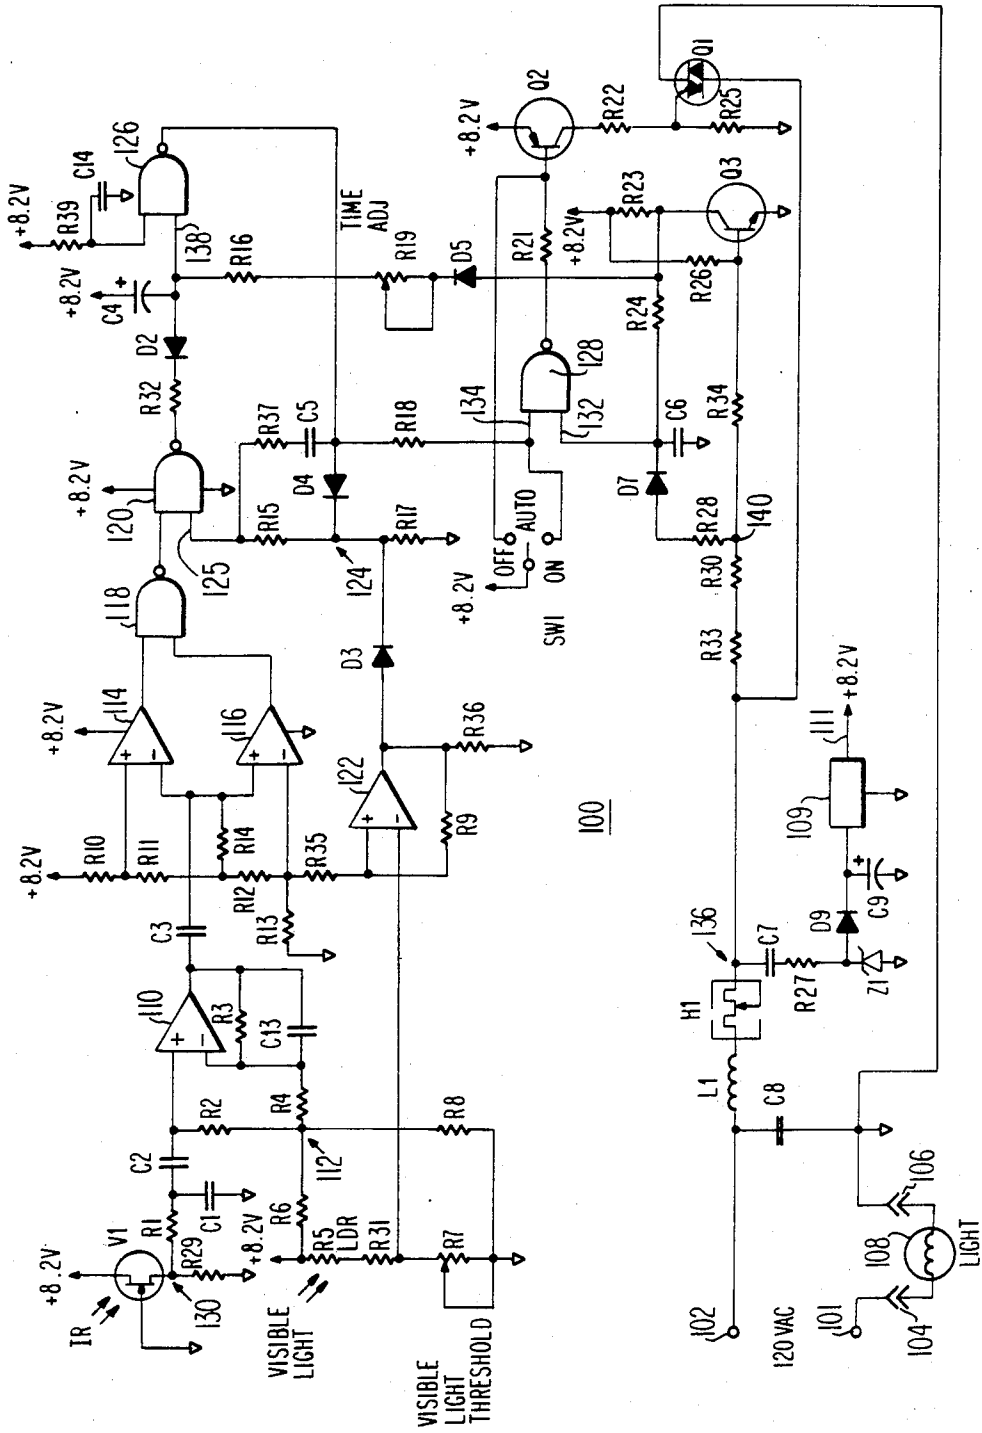 +8.2V
R39
C14
126
+8.2V
C4
+
138
D2
R32
R16
TIME
ADJ
R19
D5
+8.2V
120
125
R37
C5
R15
D4
124
R17
R18
118
+8.2V
114
+
-
116
-
+
+8.2V
R10
R11
R14
R12
R35
R13
D3
122
+
-
R9
R36
C3
110
+
-
R3
C13
R4
R2
112
R8
C2
C1
R1
V1
+8.2V
IR
R29
130
+8.2V
R6
R5
LDR
R31
R7
VISIBLE
LIGHT
VISIBLE
LIGHT
THRESHOLD
Q2
+8.2V
R22
Q1
R25
R21
128
134
132
+8.2V
R23
Q3
R26
R24
C6
D7
R34
R28
140
R30
R33
OFF
AUTO
ON
+8.2V
SW1
100
136
H1
L1
C7
R27
Z1
D9
C9
+
109
111
+8.2V
C8
102
120 VAC
101
104
106
108
LIGHT